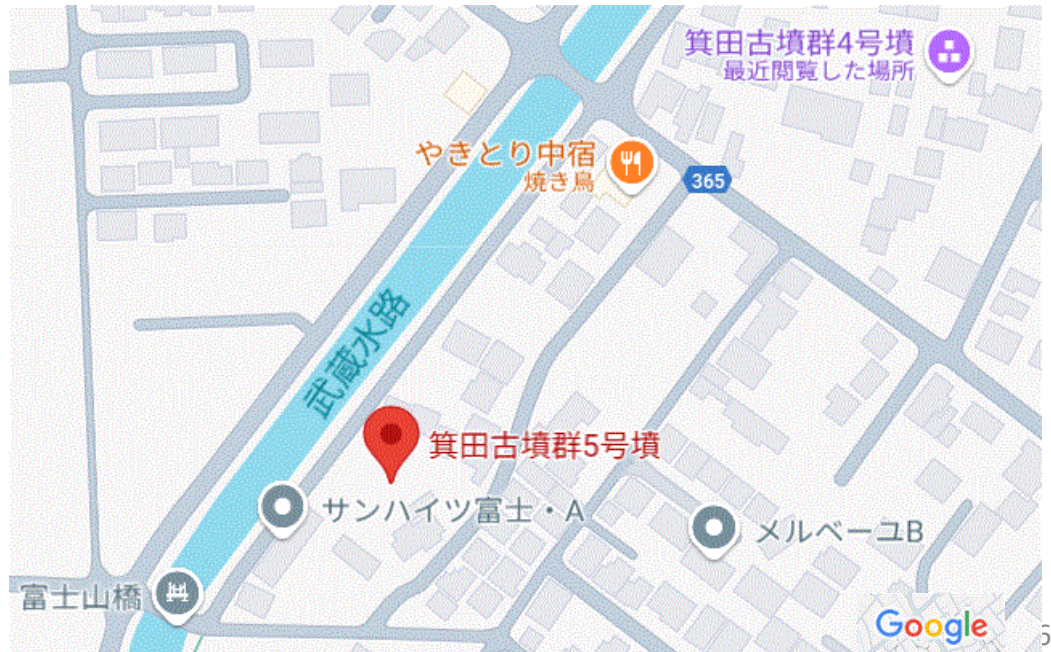 箕田古墳群4号墳
最近閲覧した場所
やきとり中宿
焼き鳥
365
武蔵水路
箕田古墳群5号墳
サンハイツ富士・A
メルベーユB
富士山橋
Google
6